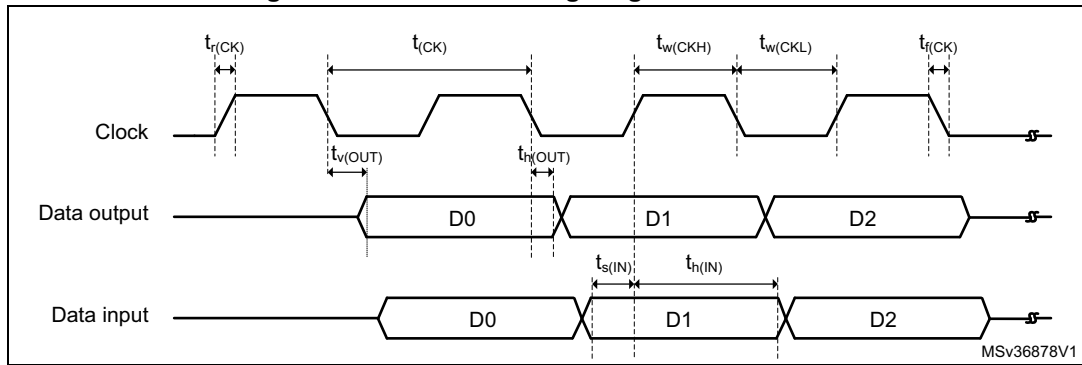 t_r(CK) t_(CK) t_w(CKH) t_w(CKL) t_f(CK)
Clock
t_v(OUT) t_h(OUT)
Data output D0 D1 D2
t_s(IN) t_h(IN)
Data input D0 D1 D2
MSv36878V1